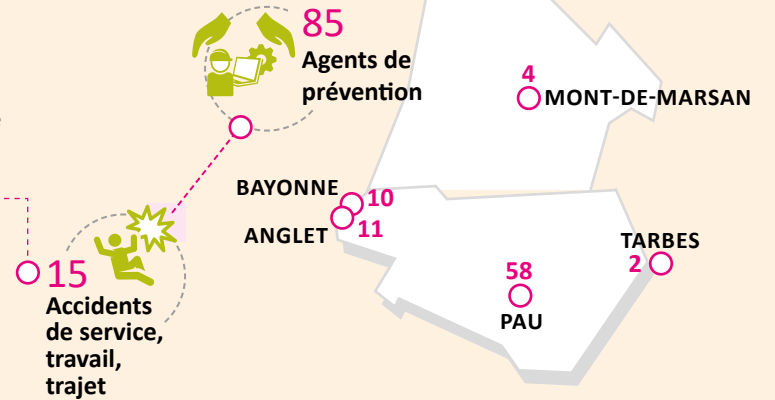 85
Agents de
prévention
15
Accidents
de service,
travail,
trajet
4
MONT-DE-MARSAN
BAYONNE
10
ANGLET
11
TARBES
2
58
PAU